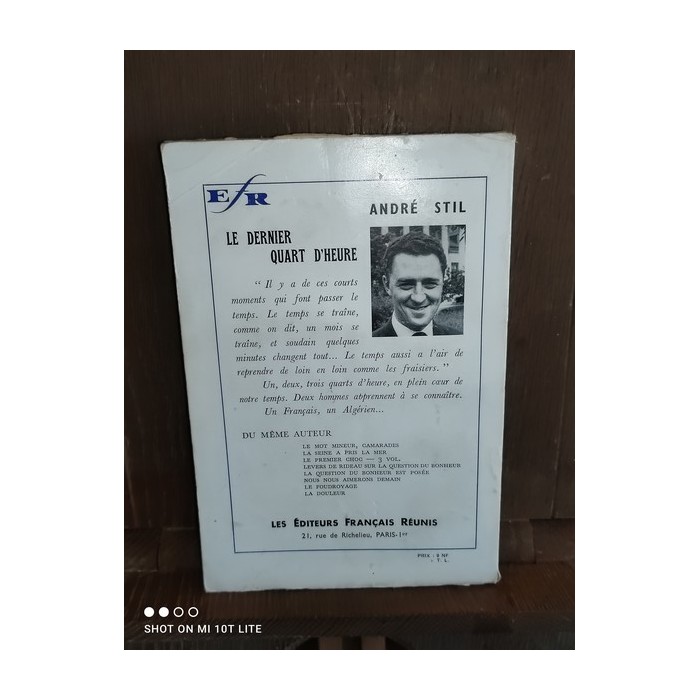 EfR
ANDRÉ STIL
LE DERNIER
QUART D'HEURE
“ Il y a de ces courts
moments qui font passer le
temps. Le temps se traîne,
comme on dit, un mois se
traîne, et soudain quelques
minutes changent tout... Le temps aussi a l'air de
reprendre de loin en loin comme les fraisiers. ”
Un, deux, trois quarts d'heure, en plein cœur de
notre temps. Deux hommes apprennent à se connaître.
Un Français, un Algérien...
DU MÊME AUTEUR
LE MOT MINEUR, CAMARADES
LA SEINE A PRIS LA MER
LE PREMIER CHOC — 3 VOL.
LEVERS DE RIDEAU SUR LA QUESTION DU BONHEUR
LA QUESTION DU BONHEUR EST POSÉE
NOUS NOUS AIMERONS DEMAIN
LE FOUDROYAGE
LA DOULEUR
LES ÉDITEURS FRANÇAIS RÉUNIS
21, rue de Richelieu, PARIS-1er
PRIX : 8 NF
+ T. L.
SHOT ON MI 10T LITE